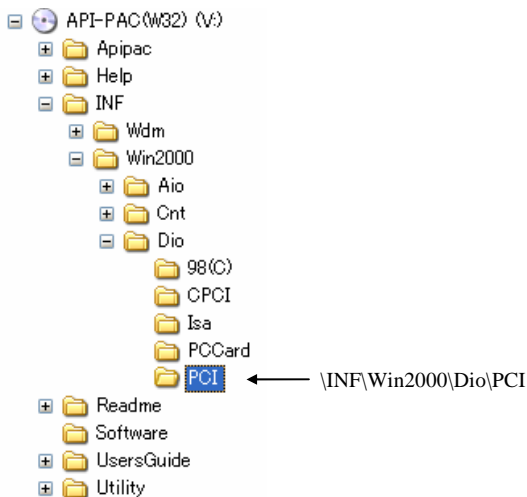 API-PAC(W32) (V:)
Apipac
Help
INF
Wdm
Win2000
Aio
Cnt
Dio
98(C)
CPCI
Isa
PCCard
PCI \INF\Win2000\Dio\PCI
Readme
Software
UsersGuide
Utility